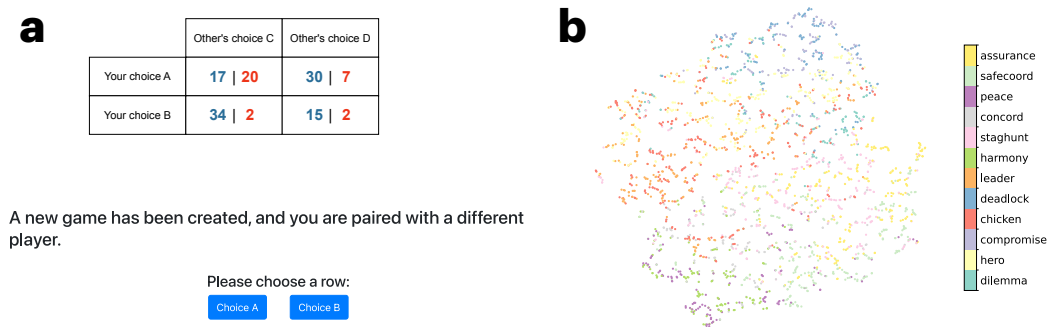 a
Other's choice C Other's choice D
Your choice A 17 | 20 30 | 7
Your choice B 34 | 2 15 | 2
A new game has been created, and you are paired with a different
player.
Please choose a row:
Choice A Choice B
b
assurance
safecoord
peace
concord
staghunt
harmony
leader
deadlock
chicken
compromise
hero
dilemma